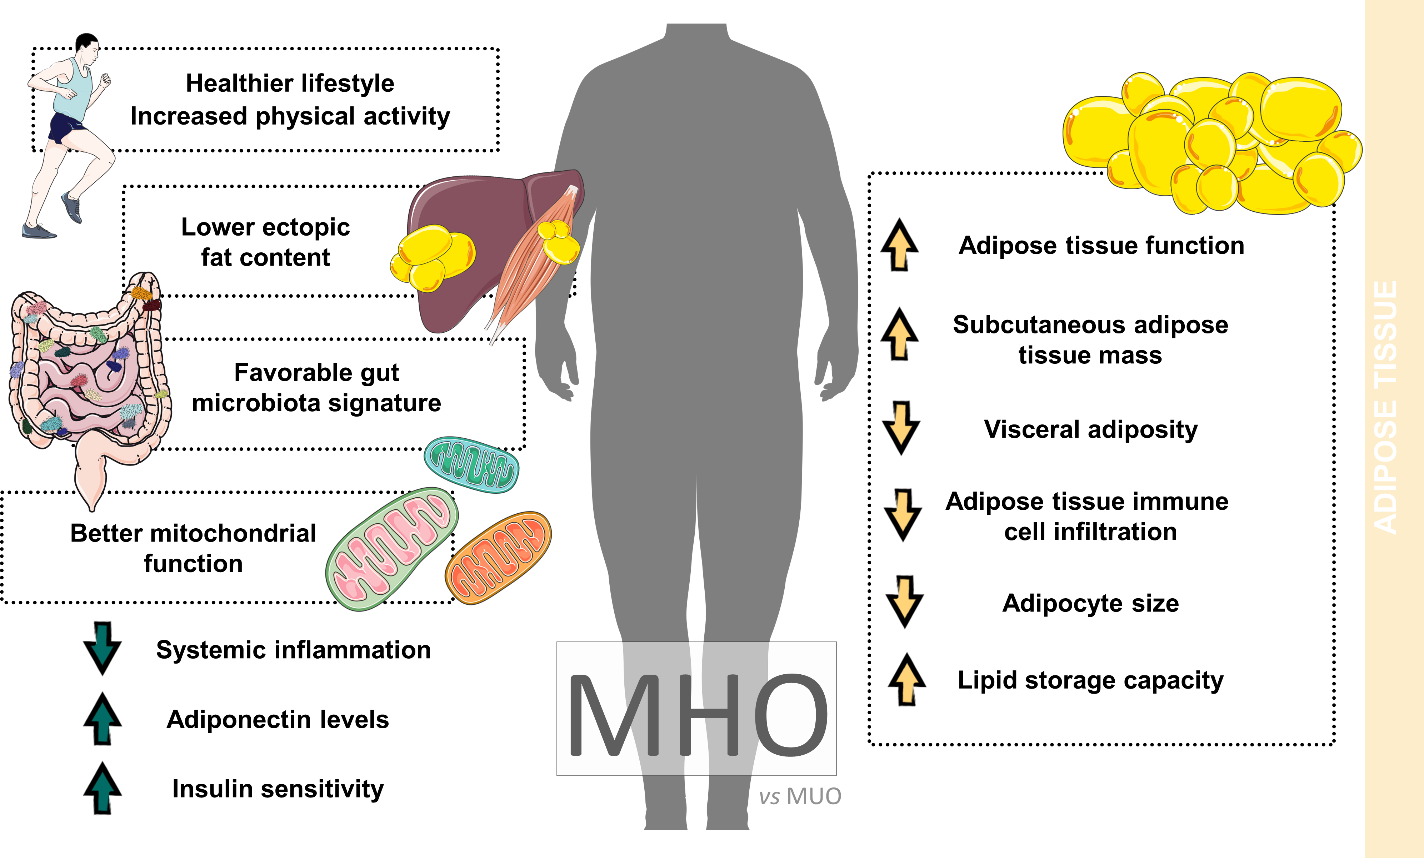 Healthier lifestyle
Increased physical activity
Lower ectopic
fat content
Favorable gut
microbiota signature
Better mitochondrial
function
Systemic inflammation
Adiponectin levels
Insulin sensitivity
MHO
vs MUO
Adipose tissue function
Subcutaneous adipose
tissue mass
Visceral adiposity
Adipose tissue immune
cell infiltration
Adipocyte size
Lipid storage capacity
ADIPOSE TISSUE